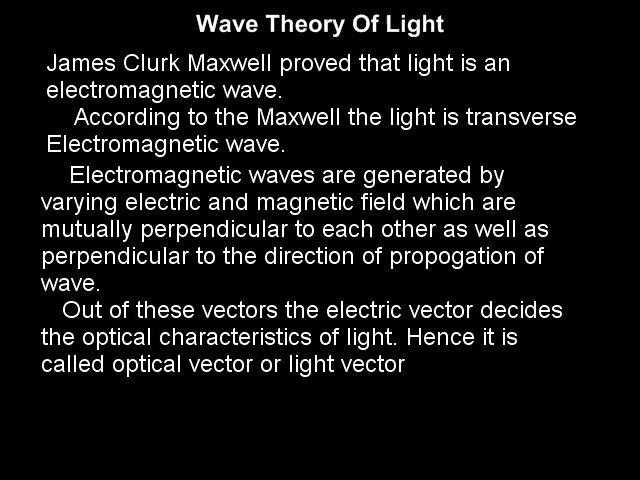 Wave Theory Of Light
James Clurk Maxwell proved that light is an
electromagnetic wave.
According to the Maxwell the light is transverse
Electromagnetic wave.
Electromagnetic waves are generated by
varying electric and magnetic field which are
mutually perpendicular to each other as well as
perpendicular to the direction of propogation of
wave.
Out of these vectors the electric vector decides
the optical characteristics of light. Hence it is
called optical vector or light vector